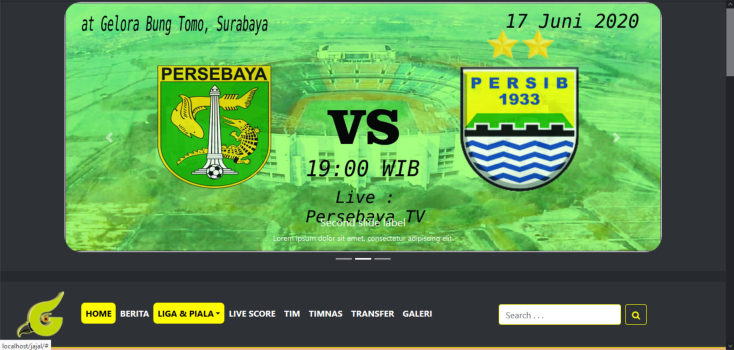 at Gelora Bung Tomo, Surabaya
17 Juni 2020
PERSEBAYA
PERSIB
1933
VS
19:00 WIB
Live :
Persebaya TV
Second slide label
Lorem ipsum dolor sit amet, consectetur adipiscing elit.
HOME BERITA LIGA & PIALA LIVE SCORE TIM TIMNAS TRANSFER GALERI
Search . . .
localhost/jajal/#